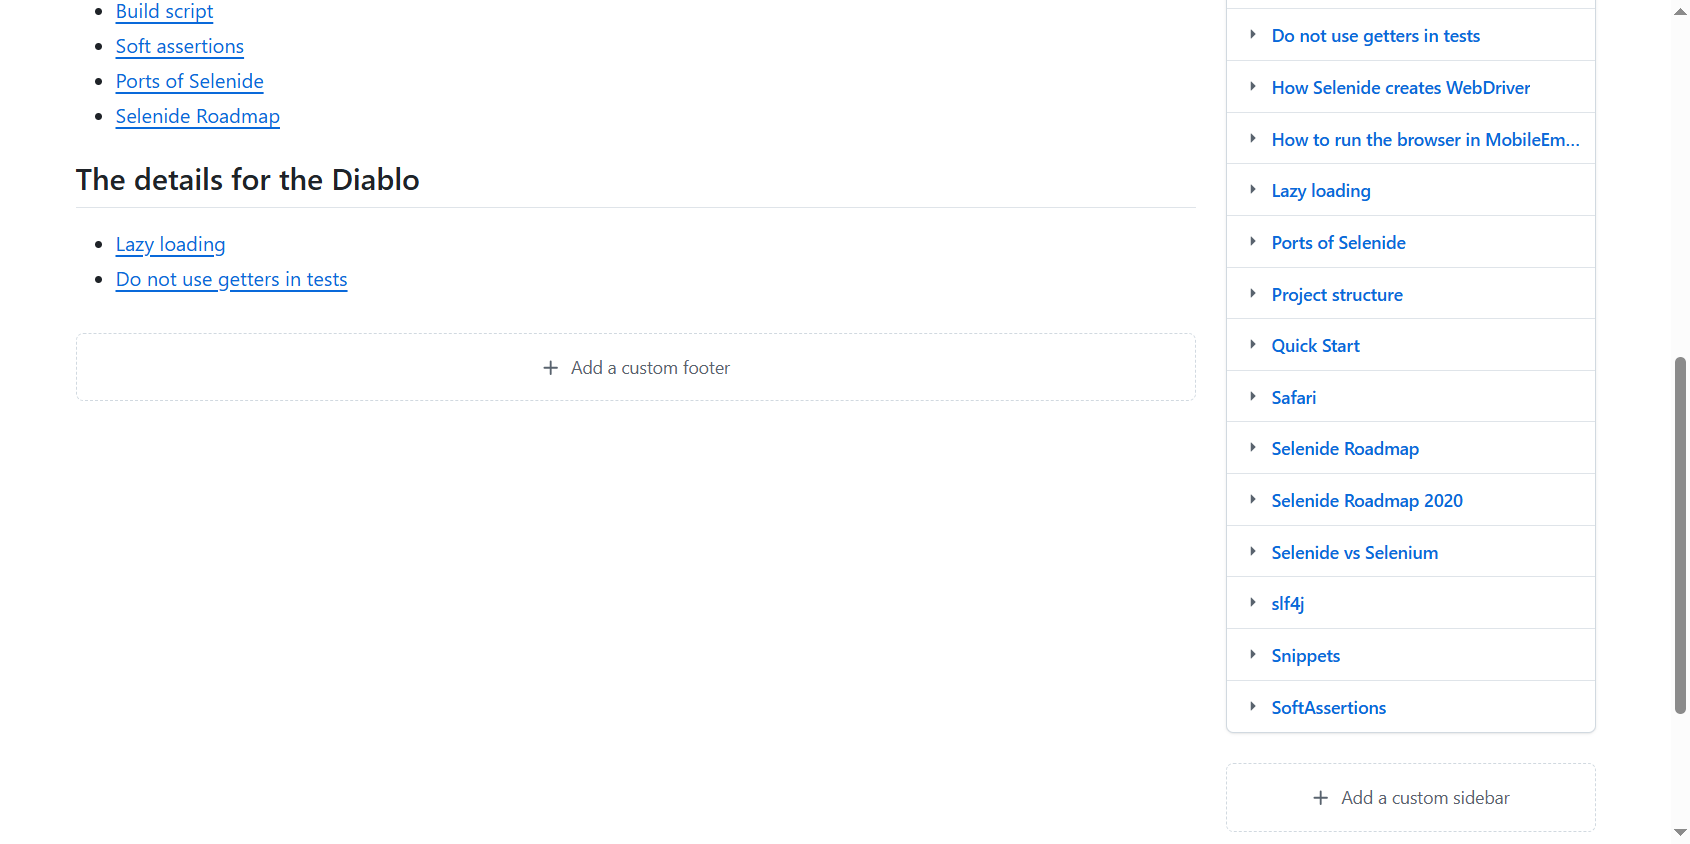 Build script
Soft assertions
Ports of Selenide
Selenide Roadmap
The details for the Diablo
Lazy loading
Do not use getters in tests
Add a custom footer
Do not use getters in tests
How Selenide creates WebDriver
How to run the browser in MobileEm...
Lazy loading
Ports of Selenide
Project structure
Quick Start
Safari
Selenide Roadmap
Selenide Roadmap 2020
Selenide vs Selenium
slf4j
Snippets
SoftAssertions
Add a custom sidebar